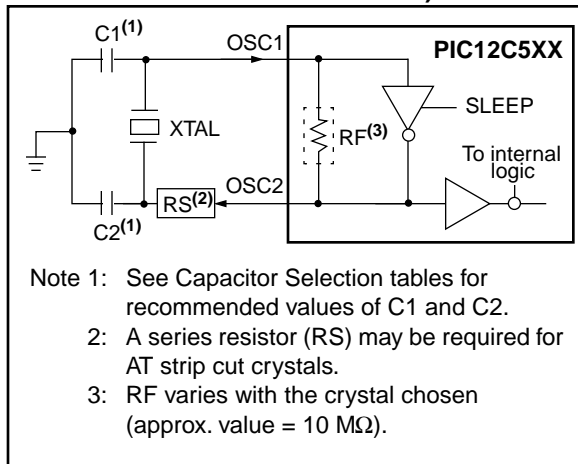 C1(1)
OSC1
PIC12C5XX
SLEEP
XTAL
RF(3)
To internal
logic
OSC2
RS(2)
C2(1)
Note 1: See Capacitor Selection tables for
recommended values of C1 and C2.
2: A series resistor (RS) may be required for
AT strip cut crystals.
3: RF varies with the crystal chosen
(approx. value = 10 MΩ).